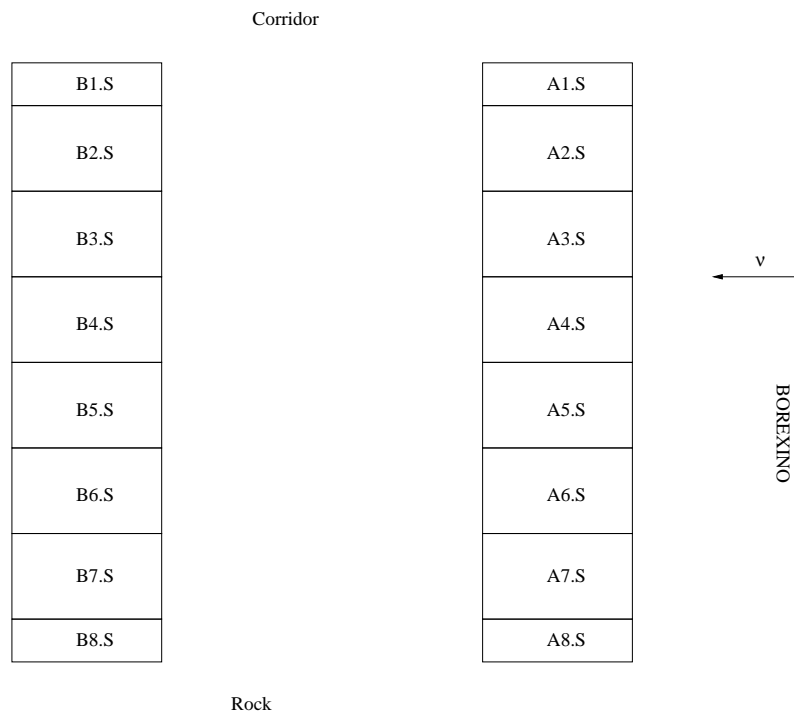 Corridor
B1.S
A1.S
B2.S
A2.S
B3.S
A3.S
ν
B4.S
A4.S
B5.S
A5.S
BOREXINO
B6.S
A6.S
B7.S
A7.S
B8.S
A8.S
Rock